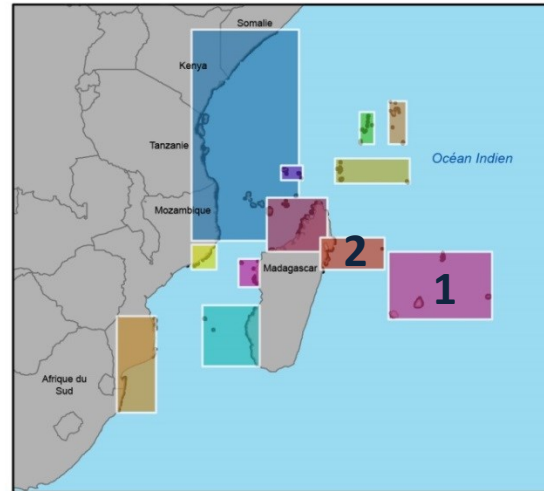 Somalie
Kenya
Tanzanie
Océan Indien
Mozambique
2
Madagascar
1
Afrique du
Sud